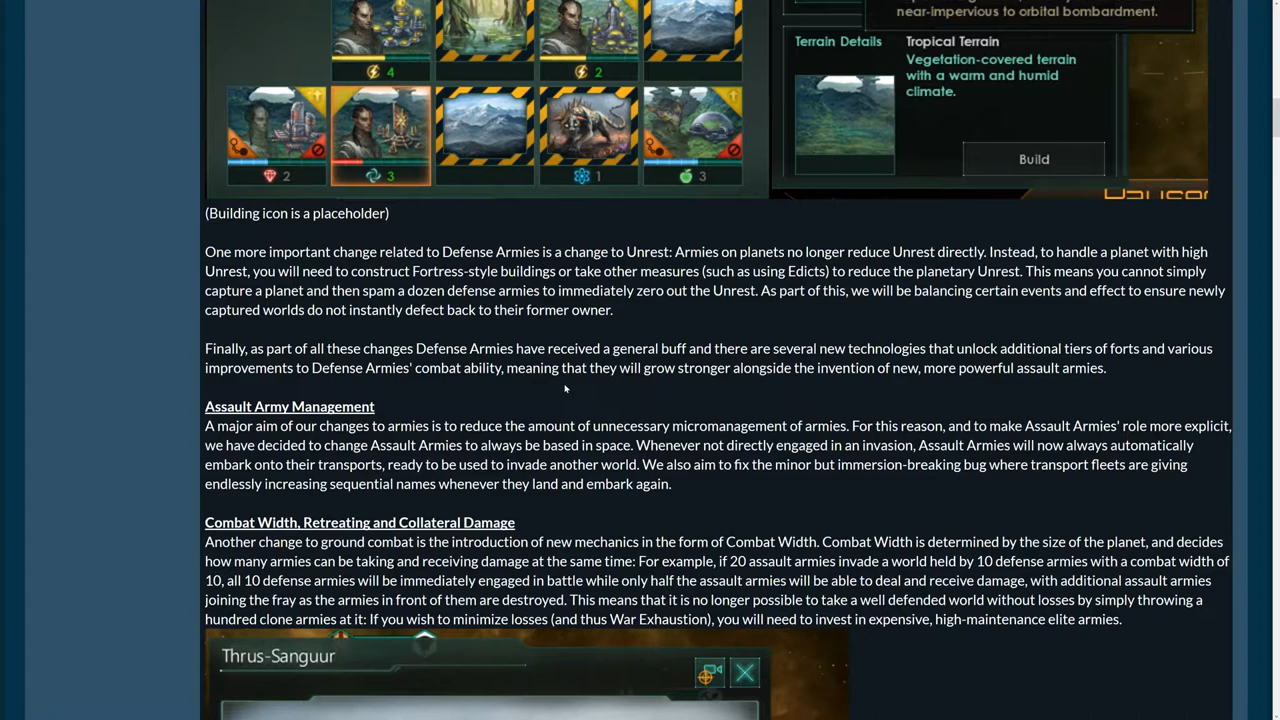 near-impervious to orbital bombardment.
Terrain Details
Tropical Terrain
Vegetation-covered terrain
with a warm and humid
climate.
4
2
Build
2
3
1
3
(Building icon is a placeholder)
One more important change related to Defense Armies is a change to Unrest: Armies on planets no longer reduce Unrest directly. Instead, to handle a planet with high
Unrest, you will need to construct Fortress-style buildings or take other measures (such as using Edicts) to reduce the planetary Unrest. This means you cannot simply
capture a planet and then spam a dozen defense armies to immediately zero out the Unrest. As part of this, we will be balancing certain events and effect to ensure newly
captured worlds do not instantly defect back to their former owner.
Finally, as part of all these changes Defense Armies have received a general buff and there are several new technologies that unlock additional tiers of forts and various
improvements to Defense Armies' combat ability, meaning that they will grow stronger alongside the invention of new, more powerful assault armies.
Assault Army Management
A major aim of our changes to armies is to reduce the amount of unnecessary micromanagement of armies. For this reason, and to make Assault Armies' role more explicit,
we have decided to change Assault Armies to always be based in space. Whenever not directly engaged in an invasion, Assault Armies will now always automatically
embark onto their transports, ready to be used to invade another world. We also aim to fix the minor but immersion-breaking bug where transport fleets are giving
endlessly increasing sequential names whenever they land and embark again.
Combat Width, Retreating and Collateral Damage
Another change to ground combat is the introduction of new mechanics in the form of Combat Width. Combat Width is determined by the size of the planet, and decides
how many armies can be taking and receiving damage at the same time: For example, if 20 assault armies invade a world held by 10 defense armies with a combat width of
10, all 10 defense armies will be immediately engaged in battle while only half the assault armies will be able to deal and receive damage, with additional assault armies
joining the fray as the armies in front of them are destroyed. This means that it is no longer possible to take a well defended world without losses by simply throwing a
hundred clone armies at it: If you wish to minimize losses (and thus War Exhaustion), you will need to invest in expensive, high-maintenance elite armies.
Thrus-Sanguur